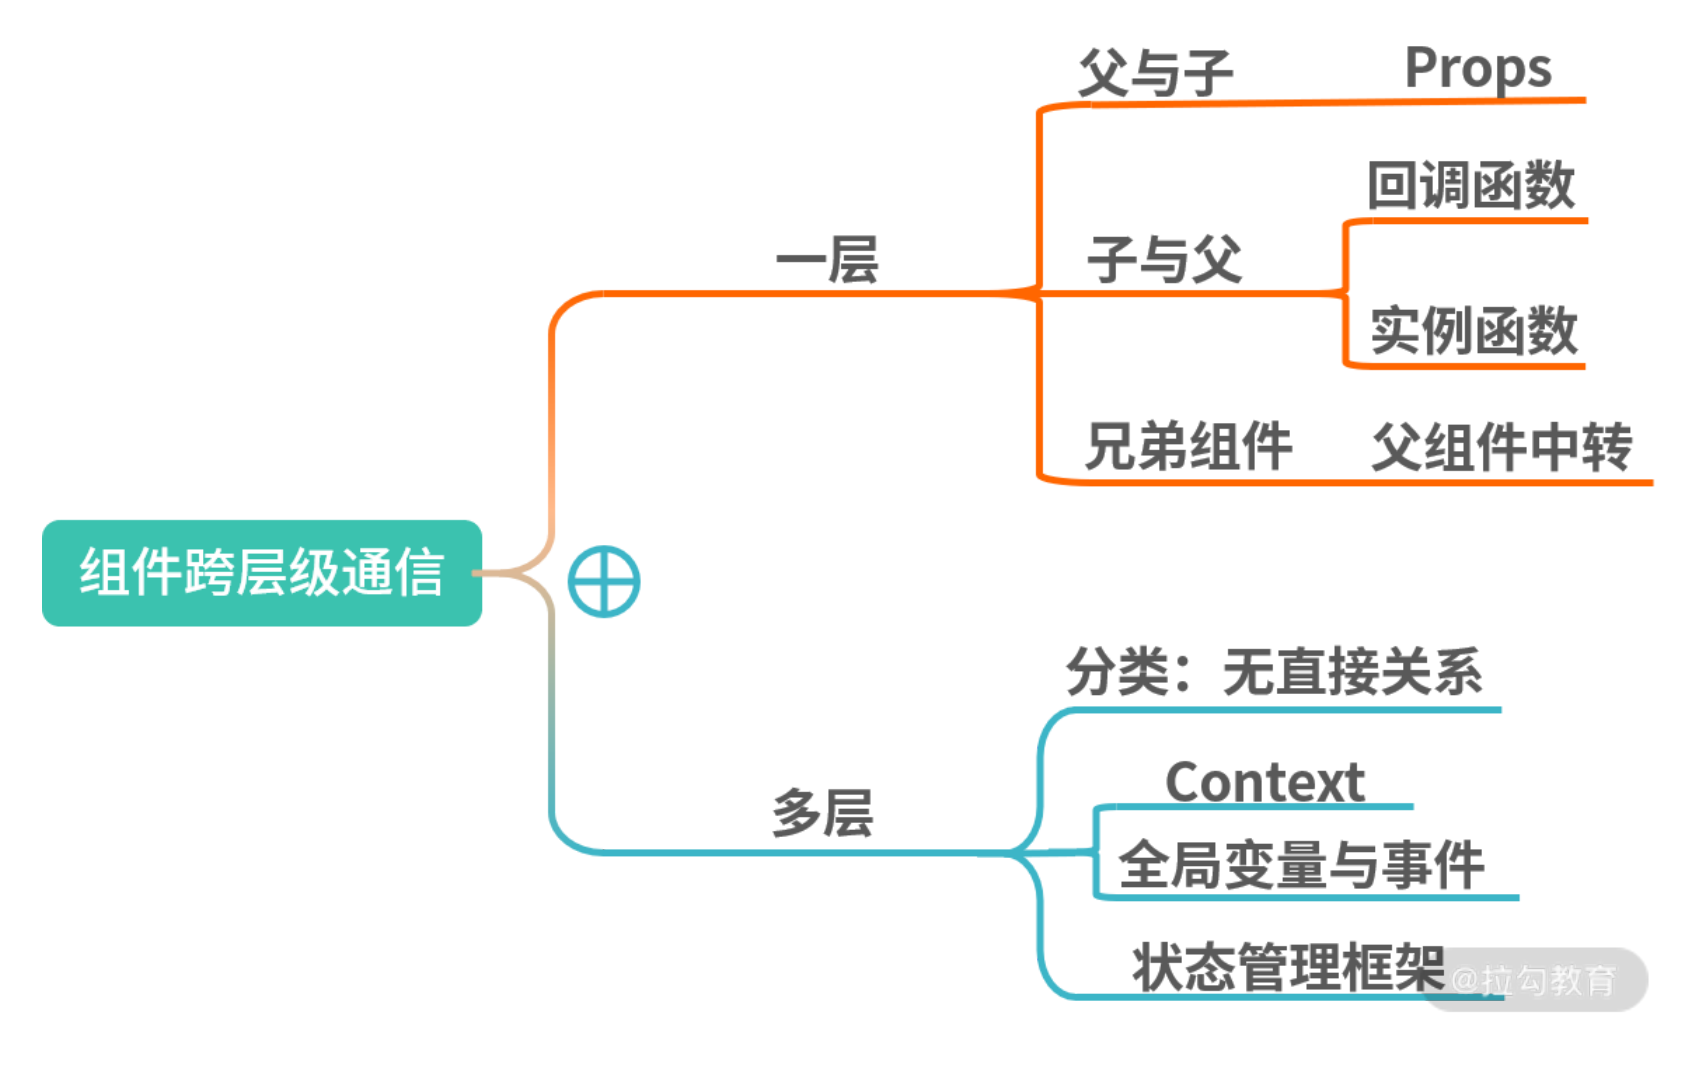 父与子 Props
回调函数
一层
子与父
实例函数
兄弟组件 父组件中转
组件跨层级通信
分类：无直接关系
Context
多层
全局变量与事件
状态管理框架
@拉勾教育